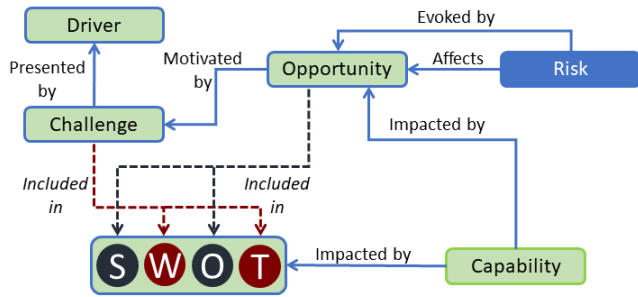 Driver
Evoked by
Presented
by
Motivated
by
Opportunity
Affects
Risk
Challenge
Impacted by
Included
in
Included
in
S W O T
Impacted by
Capability